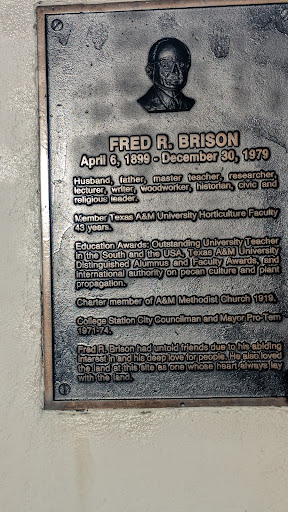 FRED R. BRISON
April 6, 1899 - December 30, 1979
Husband, father, master teacher, researcher,
lecturer, writer, woodworker, historian, civic and
religious leader.
Member Texas A&M University Horticulture Faculty
43 years.
Education Awards: Outstanding University Teacher
in the South and the USA, Texas A&M University
Distinguished Alumnus and Faculty Awards, and
international authority on pecan culture and plant
propagation.
Charter member of A&M Methodist Church 1919.
College Station City Councilman and Mayor Pro-Tem
1971-74.
Fred R. Brison had untold friends due to his abiding
interest in and his deep love for people. He also loved
the land at this site as one whose heart always lay
with the land.